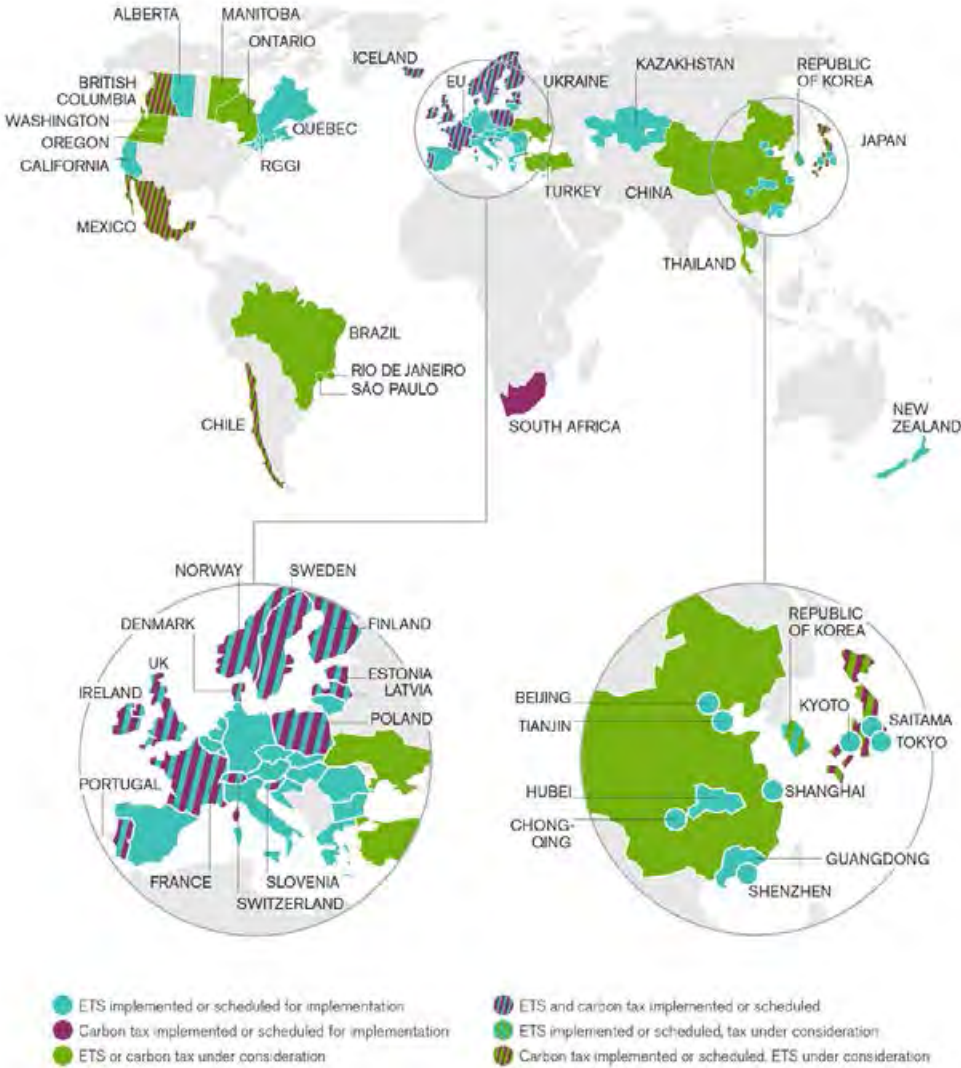 ALBERTA
MANITOBA
ONTARIO
BRITISH
COLUMBIA
WASHINGTON
OREGON
CALIFORNIA
QUEBEC
RGGI
MEXICO
ICELAND
EU
UKRAINE
TURKEY
KAZAKHSTAN
REPUBLIC
OF KOREA
JAPAN
CHINA
THAILAND
BRAZIL
RIO DE JANEIRO
SÃO PAULO
CHILE
SOUTH AFRICA
NEW
ZEALAND
NORWAY
SWEDEN
DENMARK
FINLAND
UK
IRELAND
ESTONIA
LATVIA
POLAND
PORTUGAL
FRANCE
SLOVENIA
SWITZERLAND
REPUBLIC
OF KOREA
BEIJING
TIANJIN
KYOTO
SAITAMA
TOKYO
HUBEI
SHANGHAI
CHONG-
QING
GUANGDONG
SHENZHEN
ETS implemented or scheduled for implementation
Carbon tax implemented or scheduled for implementation
ETS or carbon tax under consideration
ETS and carbon tax implemented or scheduled
ETS implemented or scheduled, tax under consideration
Carbon tax implemented or scheduled, ETS under consideration